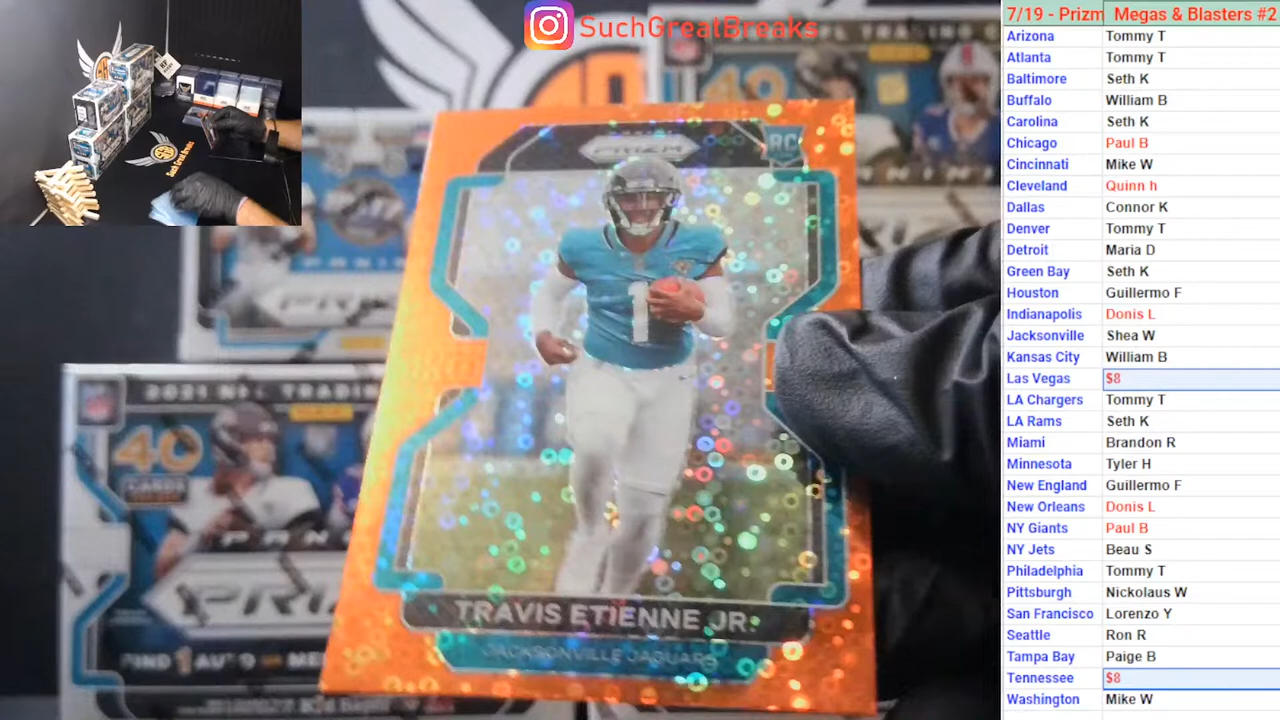 SuchGreatBreaks
PRIZM
RC
TRAVIS ETIENNE JR.
JACKSONVILLE JAGUARS
2021 NFL TRADIN
40
CARDS
7/19 - Prizm Megas & Blasters #2
Arizona Tommy T
Atlanta Tommy T
Baltimore Seth K
Buffalo William B
Carolina Seth K
Chicago Paul B
Cincinnati Mike W
Cleveland Quinn h
Dallas Connor K
Denver Tommy T
Detroit Maria D
Green Bay Seth K
Houston Guillermo F
Indianapolis Donis L
Jacksonville Shea W
Kansas City William B
Las Vegas $8
LA Chargers Tommy T
LA Rams Seth K
Miami Brandon R
Minnesota Tyler H
New England Guillermo F
New Orleans Donis L
NY Giants Paul B
NY Jets Beau S
Philadelphia Tommy T
Pittsburgh Nickolaus W
San Francisco Lorenzo Y
Seattle Ron R
Tampa Bay Paige B
Tennessee $8
Washington Mike W